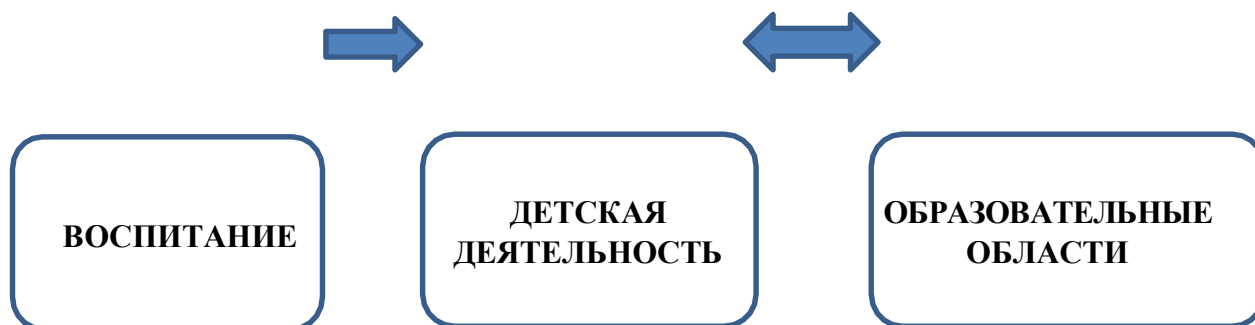 ВОСПИТАНИЕ
ДЕТСКАЯ
ДЕЯТЕЛЬНОСТЬ
ОБРАЗОВАТЕЛЬНЫЕ
ОБЛАСТИ